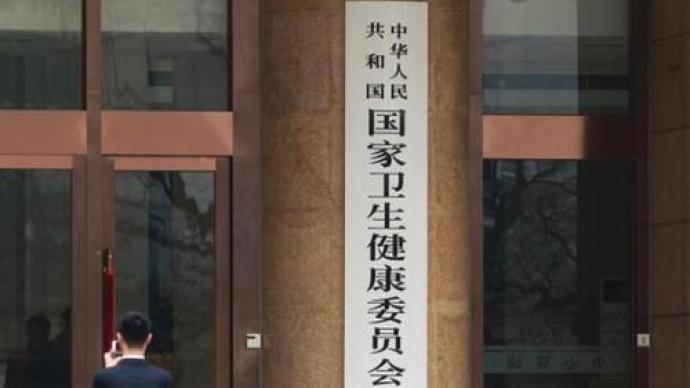 中华人民
共和国
国家卫生健康委员会